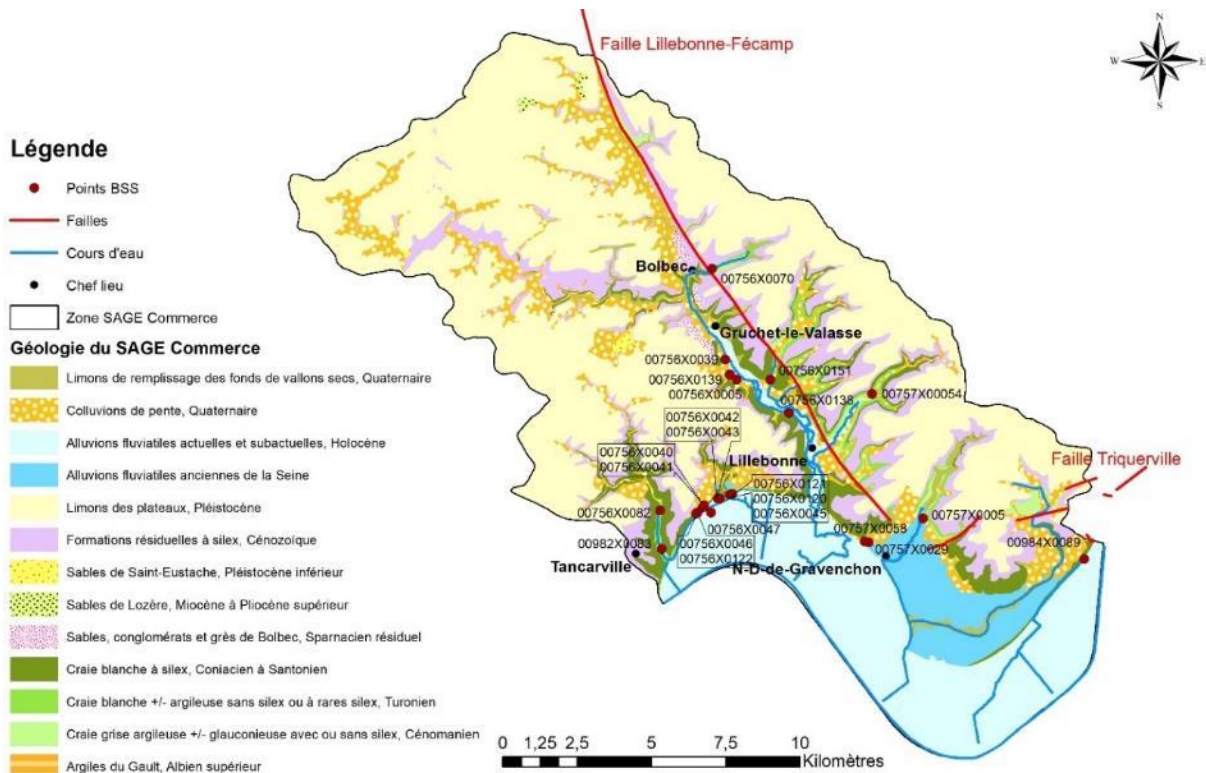 Faille Lillebonne-Fécamp
N
W
E
S
Légende
Points BSS
Failles
Cours d'eau
Chef lieu
Zone SAGE Commerce
Géologie du SAGE Commerce
Limons de remplissage des fonds de vallons secs, Quaternaire
Colluvions de pente, Quaternaire
Alluvions fluviatiles actuelles et subactuelles, Holocène
Alluvions fluviatiles anciennes de la Seine
Limons des plateaux, Pléistocène
Formations résiduelles à silex, Cénozoïque
Sables de Saint-Eustache, Pléistocène inférieur
Sables de Lozère, Miocène à Pliocène supérieur
Sables, conglomérats et grès de Bolbec, Sparnacien résiduel
Craie blanche à silex, Coniacien à Santonien
Craie blanche +/- argileuse sans silex ou à rares silex, Turonien
Craie grise argileuse +/- glauconieuse avec ou sans silex, Cénomanien
Argiles du Gault, Albien supérieur
Bolbec
00756X0070
Gruchet-le-Valasse
00756X0039
00756X0139
00756X0005
00756X0151
00756X0138
00757X00054
00756X0042
00756X0043
00756X0040
00756X0041
Lillebonne
Faille Triquerville
00756X0121
00756X0120
00756X0045
00756X0082
00756X0047
00757X0005
00757X0058
00984X0089
00982X0083
00756X0046
00756X0122
00757X0029
Tancarville
N-D-de-Gravenchon
0 1,25 2,5 5 7,5 10
Kilomètres